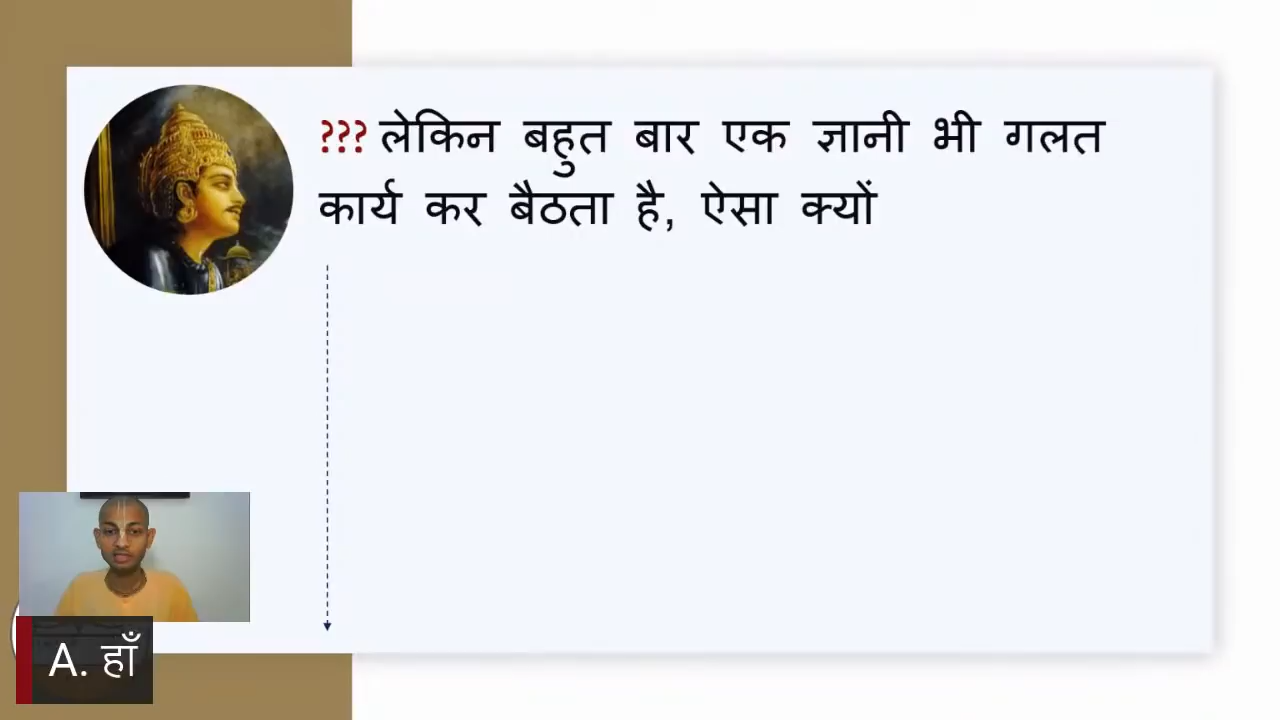 ??? लेकिन बहुत बार एक ज्ञानी भी गलत
कार्य कर बैठता है, ऐसा क्यों
A. हाँ